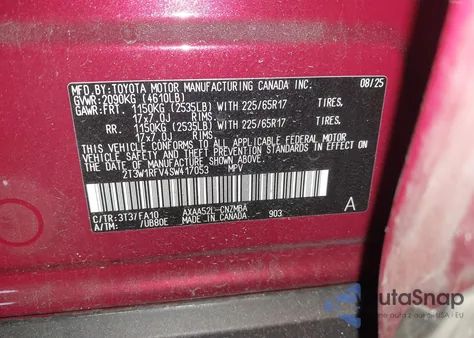 MFD.BY:TOYOTA MOTOR MANUFACTURING CANADA INC. 08/25
GVWR:2090KG (4610LB)
GAWR:FRT. 1150KG (2535LB) WITH 225/65R17 TIRES,
17x7.0J RIMS
RR. 1150KG (2535LB) WITH 225/65R17 TIRES,
17x7.0J RIMS
THIS VEHICLE CONFORMS TO ALL APPLICABLE FEDERAL MOTOR
VEHICLE SAFETY AND THEFT PREVENTION STANDARDS IN EFFECT ON
THE DATE OF MANUFACTURE SHOWN ABOVE.
2T3W1RFV4SW417053 MPV
C/TR:3T3/FA10 AXAA52L-CN7MBA A
A/TM: /UB80E MADE IN CANADA 903
AutaSnap